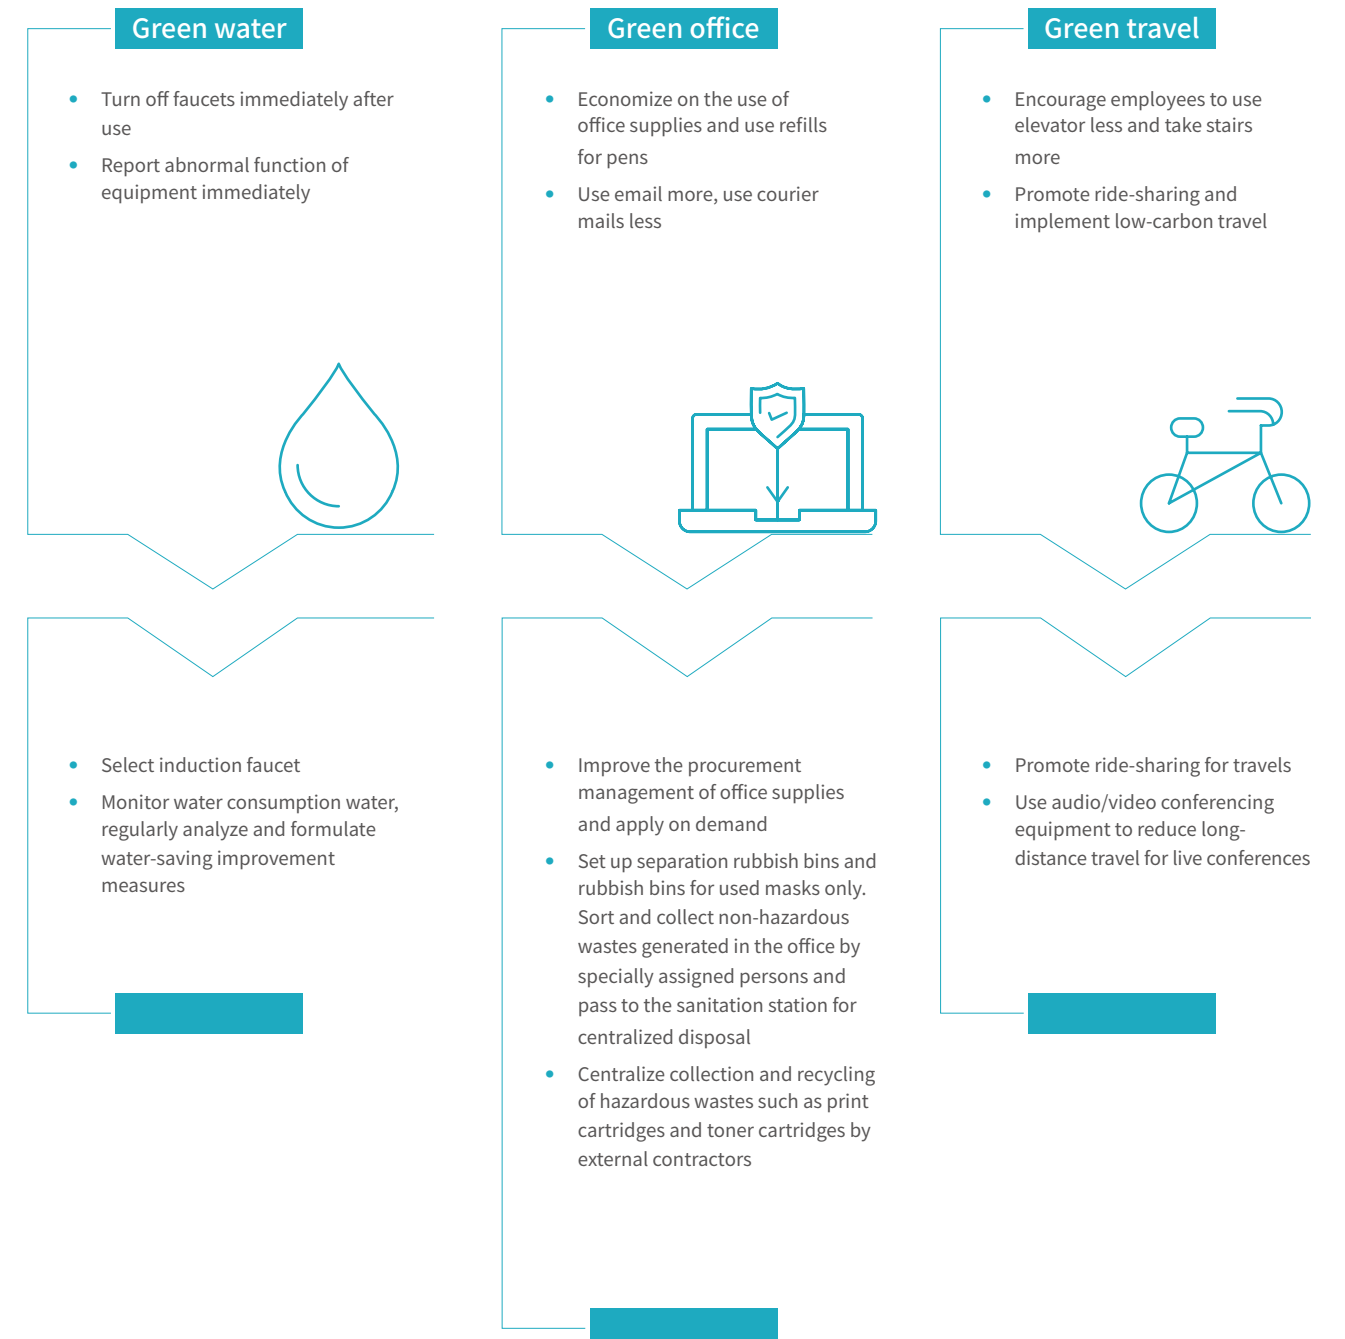 Green water
Turn off faucets immediately after
use
Report abnormal function of
equipment immediately
Green office
Economize on the use of
office supplies and use refills
for pens
Use email more, use courier
mails less
Green travel
Encourage employees to use
elevator less and take stairs
more
Promote ride-sharing and
implement low-carbon travel
Select induction faucet
Monitor water consumption water,
regularly analyze and formulate
water-saving improvement
measures
Improve the procurement
management of office supplies
and apply on demand
Set up separation rubbish bins and
rubbish bins for used masks only.
Sort and collect non-hazardous
wastes generated in the office by
specially assigned persons and
pass to the sanitation station for
centralized disposal
Centralize collection and recycling
of hazardous wastes such as print
cartridges and toner cartridges by
external contractors
Promote ride-sharing for travels
Use audio/video conferencing
equipment to reduce long-
distance travel for live conferences